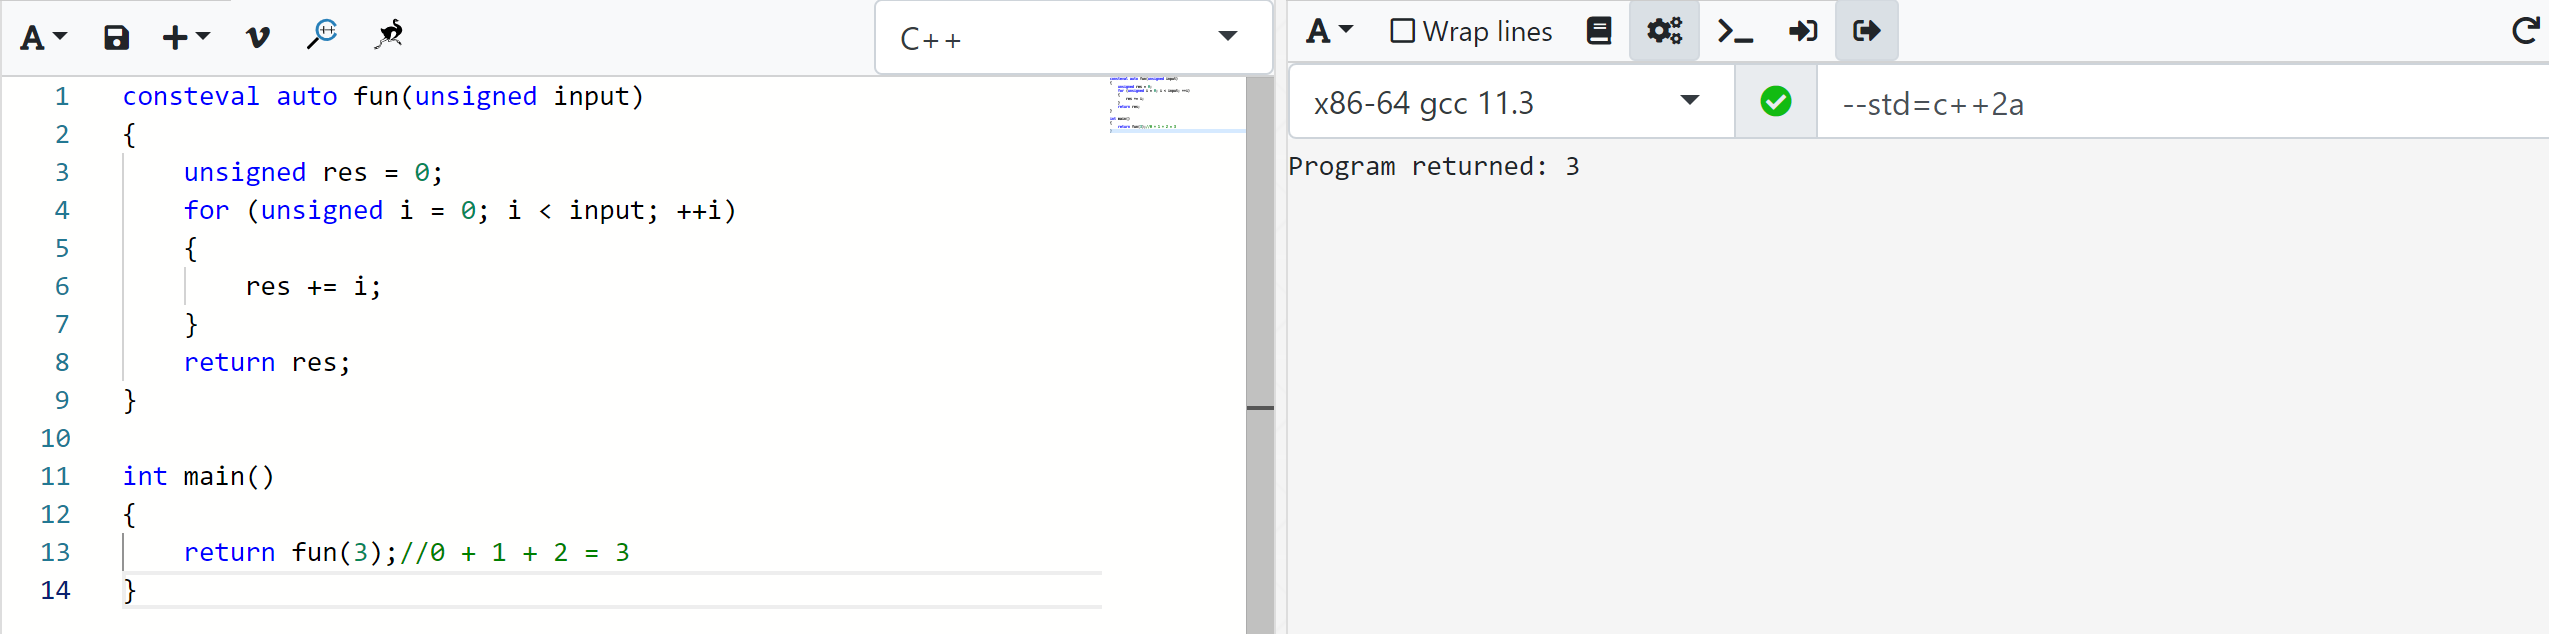 A
C++
1 consteval auto fun(unsigned input)
2 {
3     unsigned res = 0;
4     for (unsigned i = 0; i < input; ++i)
5     {
6         res += i;
7     }
8     return res;
9 }
10
11 int main()
12 {
13     return fun(3);//0 + 1 + 2 = 3
14 }
A Wrap lines
x86-64 gcc 11.3 --std=c++2a
Program returned: 3